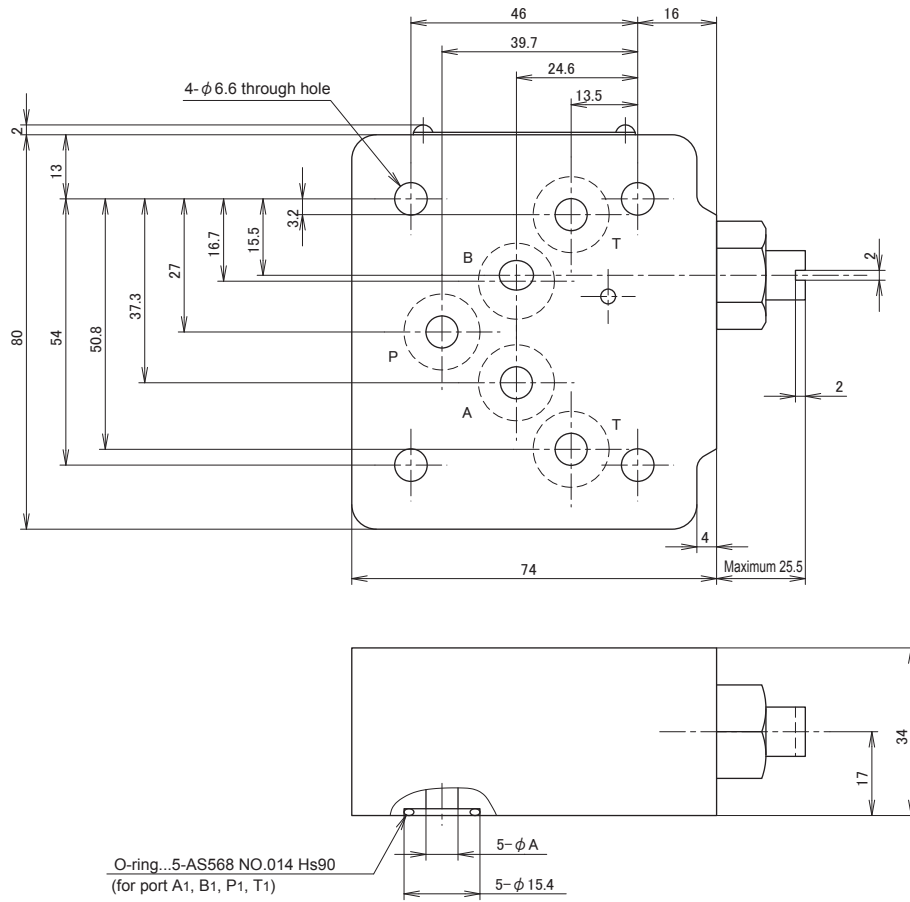 46
16
39.7
24.6
13.5
4-φ6.6 through hole
2
13
3.2
T
15.5
16.7
B
2
27
37.3
50.8
54
80
P
2
A
T
4
74
Maximum 25.5
34
17
5-φA
O-ring...5-AS568 NO.014 Hs90
(for port A1, B1, P1, T1)
5-φ15.4